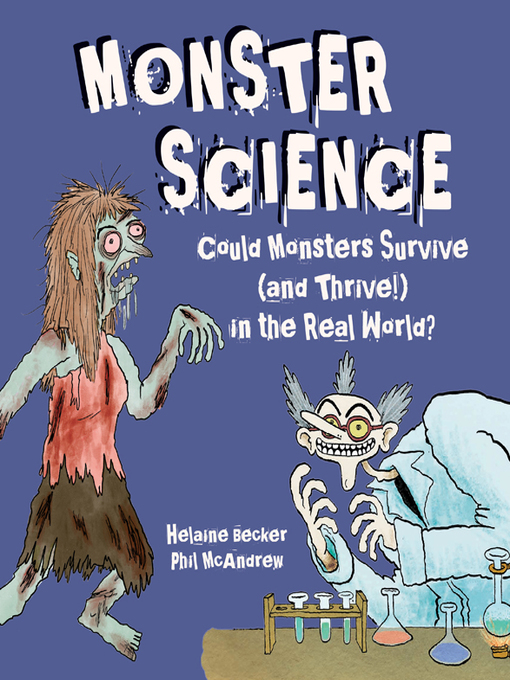 MONSTER
SCIENCE
Could Monsters Survive
(and Thrive!)
in the Real World?
Helaine Becker
Phil McAndrew